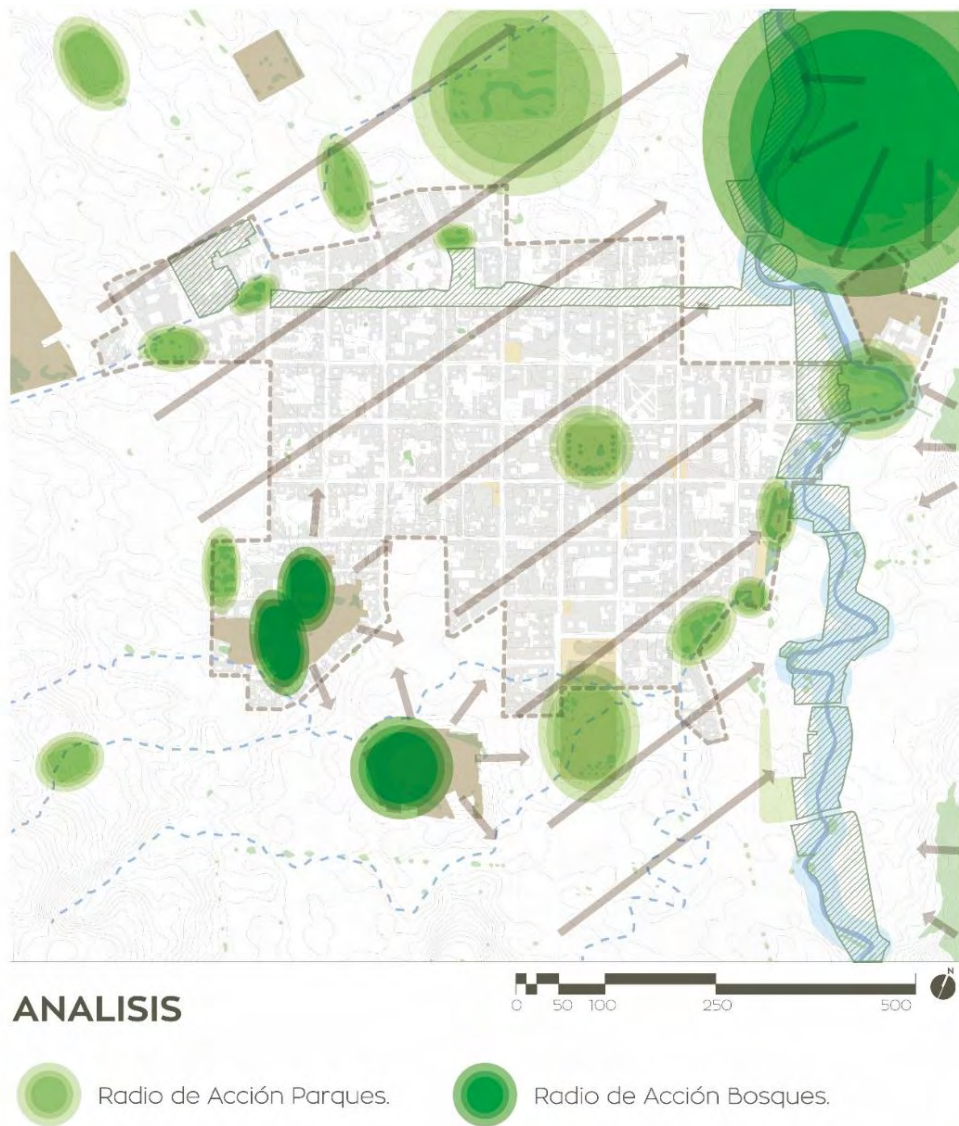 N
ANALISIS
0 50 100 250 500
Radio de Acción Parques.
Radio de Acción Bosques.